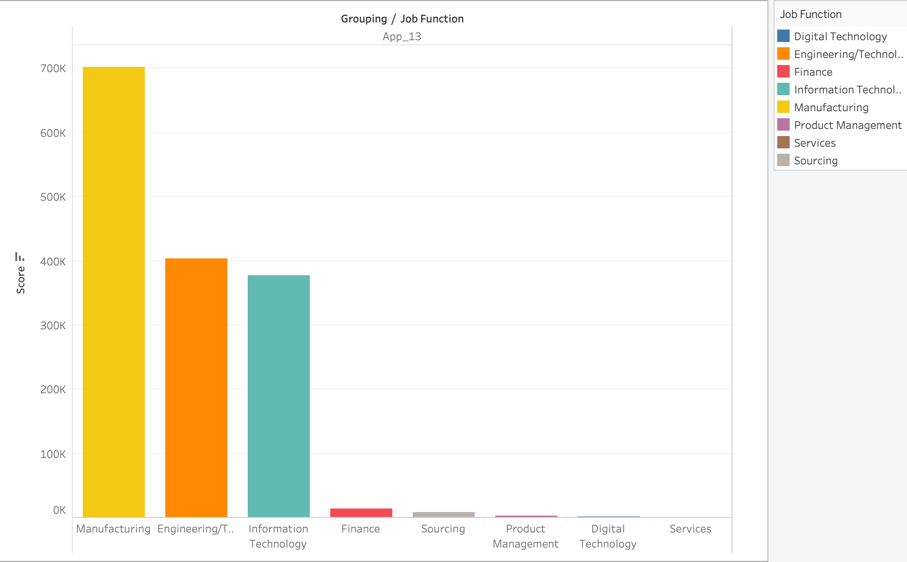 Grouping / Job Function
App_13
Score
700K
600K
500K
400K
300K
200K
100K
0K
Manufacturing
Engineering/T..
Information
Technology
Finance
Sourcing
Product
Management
Digital
Technology
Services
Job Function
Digital Technology
Engineering/Technol..
Finance
Information Technol..
Manufacturing
Product Management
Services
Sourcing